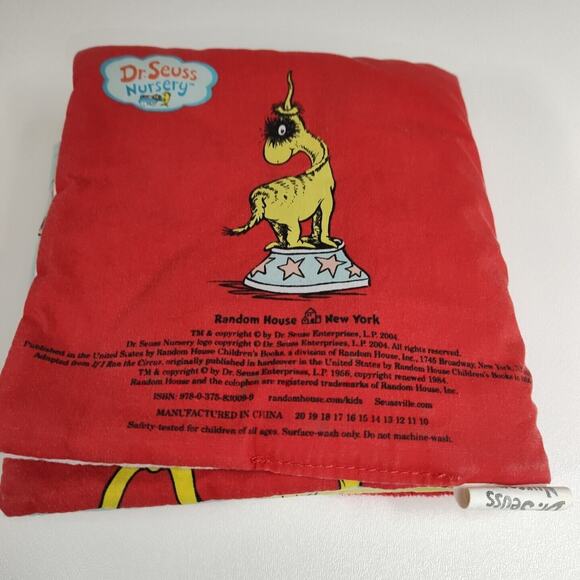 Dr. Seuss
Nursery™
Random House New York
TM & copyright © by Dr. Seuss Enterprises, L.P. 2004.
Dr. Seuss Nursery logo copyright © by Dr. Seuss Enterprises, L.P. 2004. All rights reserved.
Published in the United States by Random House Children's Books, a division of Random House, Inc., 1745 Broadway, New York,
Adapted from If I Ran the Circus, originally published in hardcover in the United States by Random House Children's Books in
TM & copyright © by Dr. Seuss Enterprises, L.P. 1956, copyright renewed 1984.
Random House and the colophon are registered trademarks of Random House, Inc.
ISBN: 978-0-375-83009-9 randomhouse.com/kids Seussville.com
MANUFACTURED IN CHINA 20 19 18 17 16 15 14 13 12 11 10
Safety-tested for children of all ages. Surface-wash only. Do not machine-wash.
Dr. Seuss